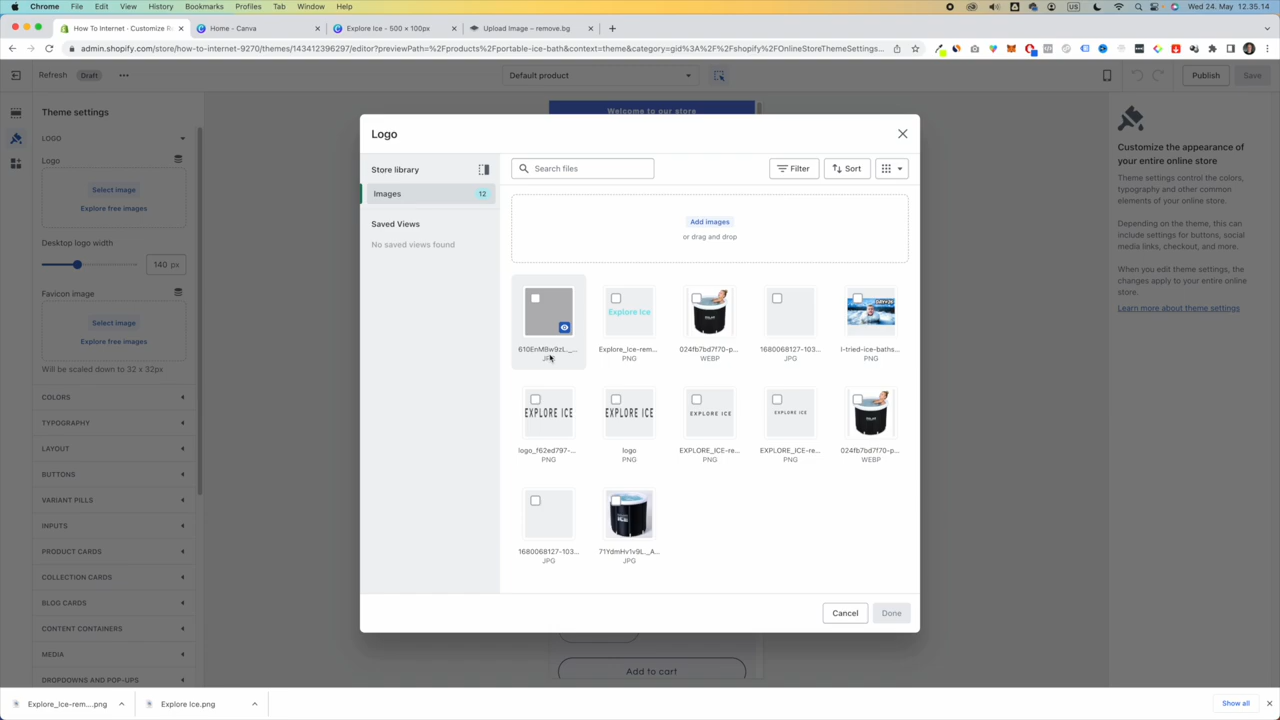 Chrome File Edit View History Bookmarks Profiles Tab Window Help
US
Wed 24. May 12.35.14
How To Internet · Customize R
Home - Canva
Explore Ice - 500 × 100px
Upload Image – remove.bg
admin.shopify.com/store/how-to-internet-9270/themes/143412396297/editor?previewPath=%2Fproducts%2Fportable-ice-bath&context=theme&category=gid%3A%2F%2Fshopify%2FOnlineStoreThemeSettings...
Refresh Draft
Default product
Publish Save
Welcome to our store
Theme settings
LOGO
Logo
Select image
Explore free images
Desktop logo width
140 px
Favicon image
Select image
Explore free images
Will be scaled down to 32 x 32px
COLORS
TYPOGRAPHY
LAYOUT
BUTTONS
VARIANT PILLS
INPUTS
PRODUCT CARDS
COLLECTION CARDS
BLOG CARDS
CONTENT CONTAINERS
MEDIA
DROPDOWNS AND POP-UPS
Logo
Store library
Images 12
Saved Views
No saved views found
Search files
Filter Sort
Add images
or drag and drop
Explore Ice
DAY#26
610EnMBw9zL._...
JPG
Explore_Ice-rem...
PNG
024fb7bd7f70-p...
WEBP
1680068127-103...
JPG
I-tried-ice-baths...
PNG
EXPLORE ICE
EXPLORE ICE
EXPLORE ICE
EXPLORE ICE
logo_f62ed797-...
PNG
logo
PNG
EXPLORE_ICE-re...
PNG
EXPLORE_ICE-re...
PNG
024fb7bd7f70-p...
WEBP
1680068127-103...
JPG
71YdmHv1v9L._A...
JPG
Cancel Done
Add to cart
Customize the appearance of
your entire online store
Theme settings control the colors,
typography and other common
elements of your online store.
Depending on the theme, this can
include settings for buttons, social
media links, checkout, and more.
When you edit theme settings, the
changes are applied to your entire online
store.
Learn more about theme settings
Explore_Ice-rem....png
Explore Ice.png
Show all